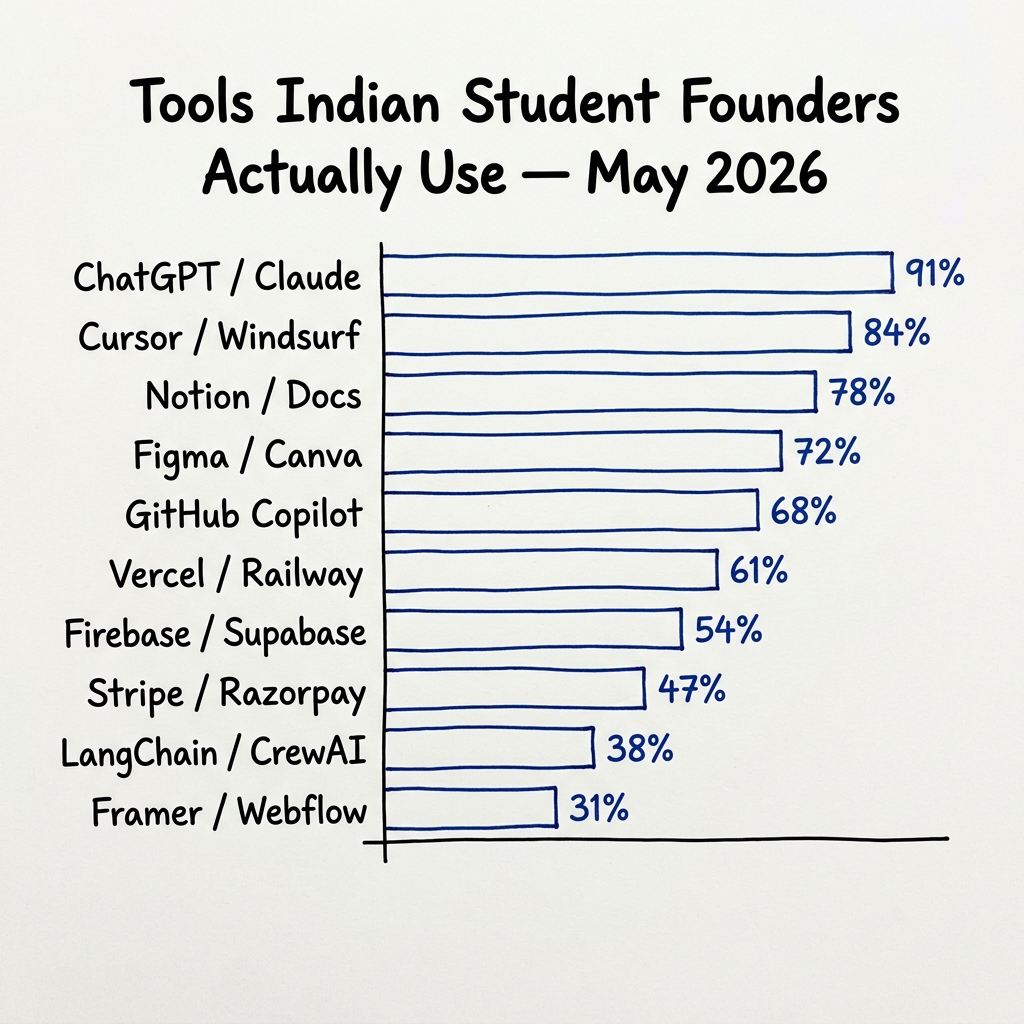 Tools Indian Student Founders
Actually Use — May 2026
ChatGPT / Claude 91%
Cursor / Windsurf 84%
Notion / Docs 78%
Figma / Canva 72%
GitHub Copilot 68%
Vercel / Railway 61%
Firebase / Supabase 54%
Stripe / Razorpay 47%
LangChain / CrewAI 38%
Framer / Webflow 31%